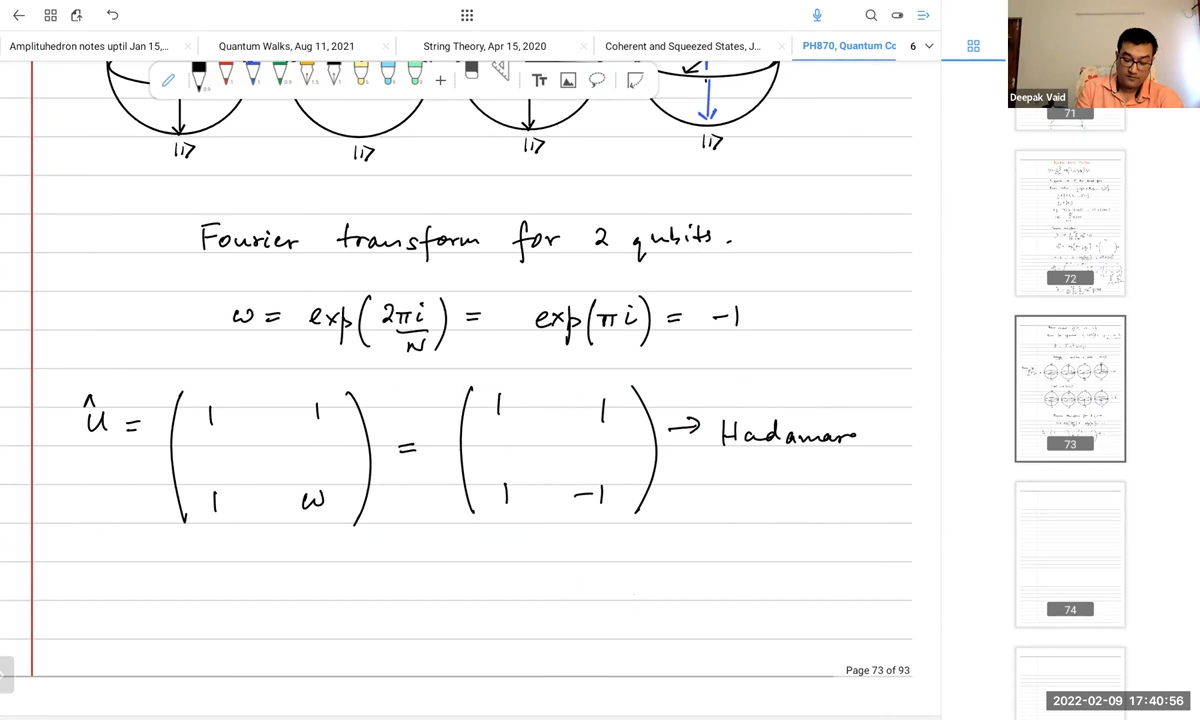 Amplituhedron notes uptil Jan 15,... Quantum Walks, Aug 11, 2021 String Theory, Apr 15, 2020 Coherent and Squeezed States, J... PH870, Quantum Cc 6
Tt
Deepak Vaid
|1> |1> |1> |1>
Fourier transform for 2 qubits.
ω = exp(2πi/N) = exp(πi) = -1
û = ( 1 1 = ( 1 1 → Hadamar
1 ω ) 1 -1 )
Page 73 of 93
71
72
73
74
2022-02-09 17:40:56